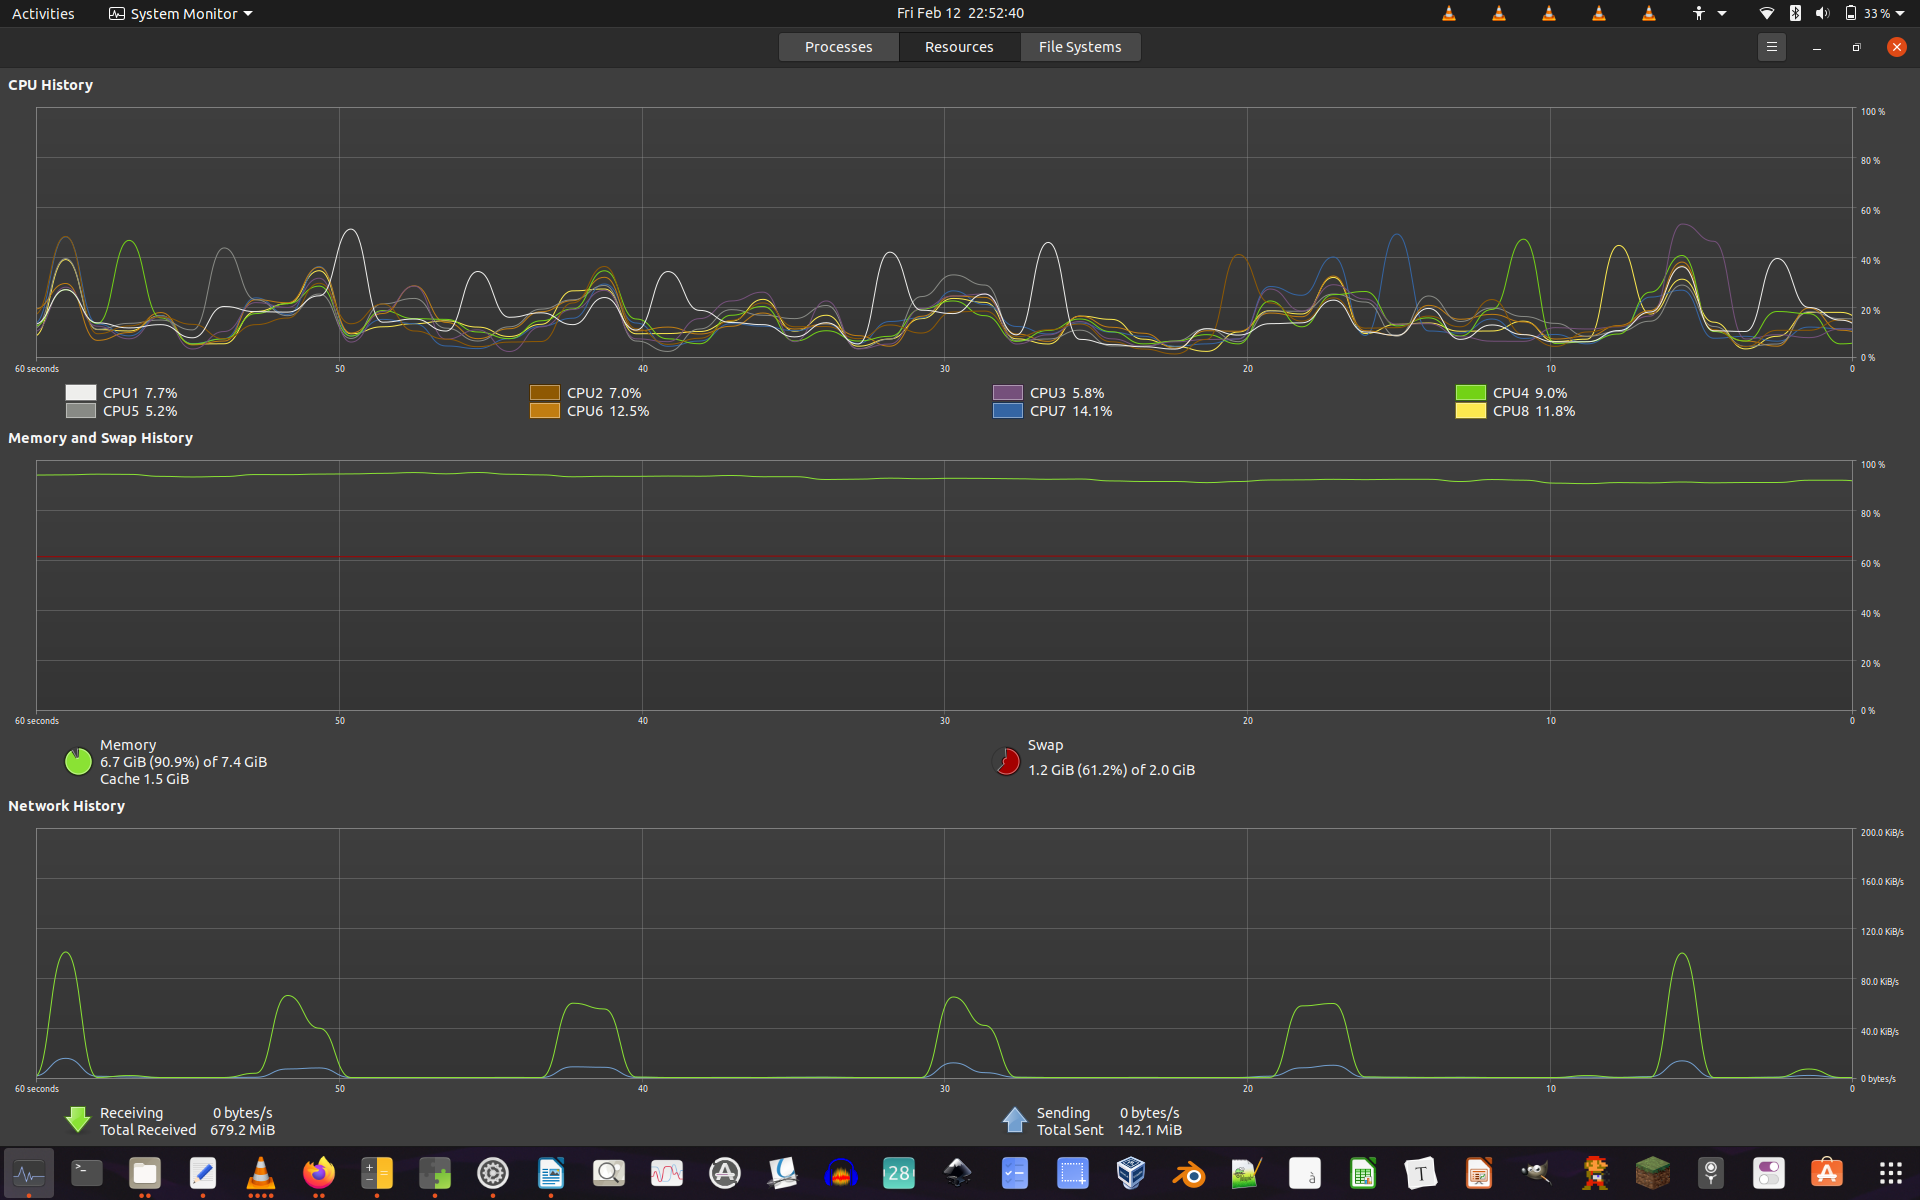 Activities System Monitor Fri Feb 12 22:52:40 33 %
Processes Resources File Systems
CPU History
100 %
80 %
60 %
40 %
20 %
0 %
60 seconds 50 40 30 20 10 0
CPU1 7.7% CPU2 7.0% CPU3 5.8% CPU4 9.0%
CPU5 5.2% CPU6 12.5% CPU7 14.1% CPU8 11.8%
Memory and Swap History
100 %
80 %
60 %
40 %
20 %
0 %
60 seconds 50 40 30 20 10 0
Memory Swap
6.7 GiB (90.9%) of 7.4 GiB 1.2 GiB (61.2%) of 2.0 GiB
Cache 1.5 GiB
Network History
200.0 KiB/s
160.0 KiB/s
120.0 KiB/s
80.0 KiB/s
40.0 KiB/s
0 bytes/s
60 seconds 50 40 30 20 10 0
Receiving 0 bytes/s Sending 0 bytes/s
Total Received 679.2 MiB Total Sent 142.1 MiB
>_ 28 à T A